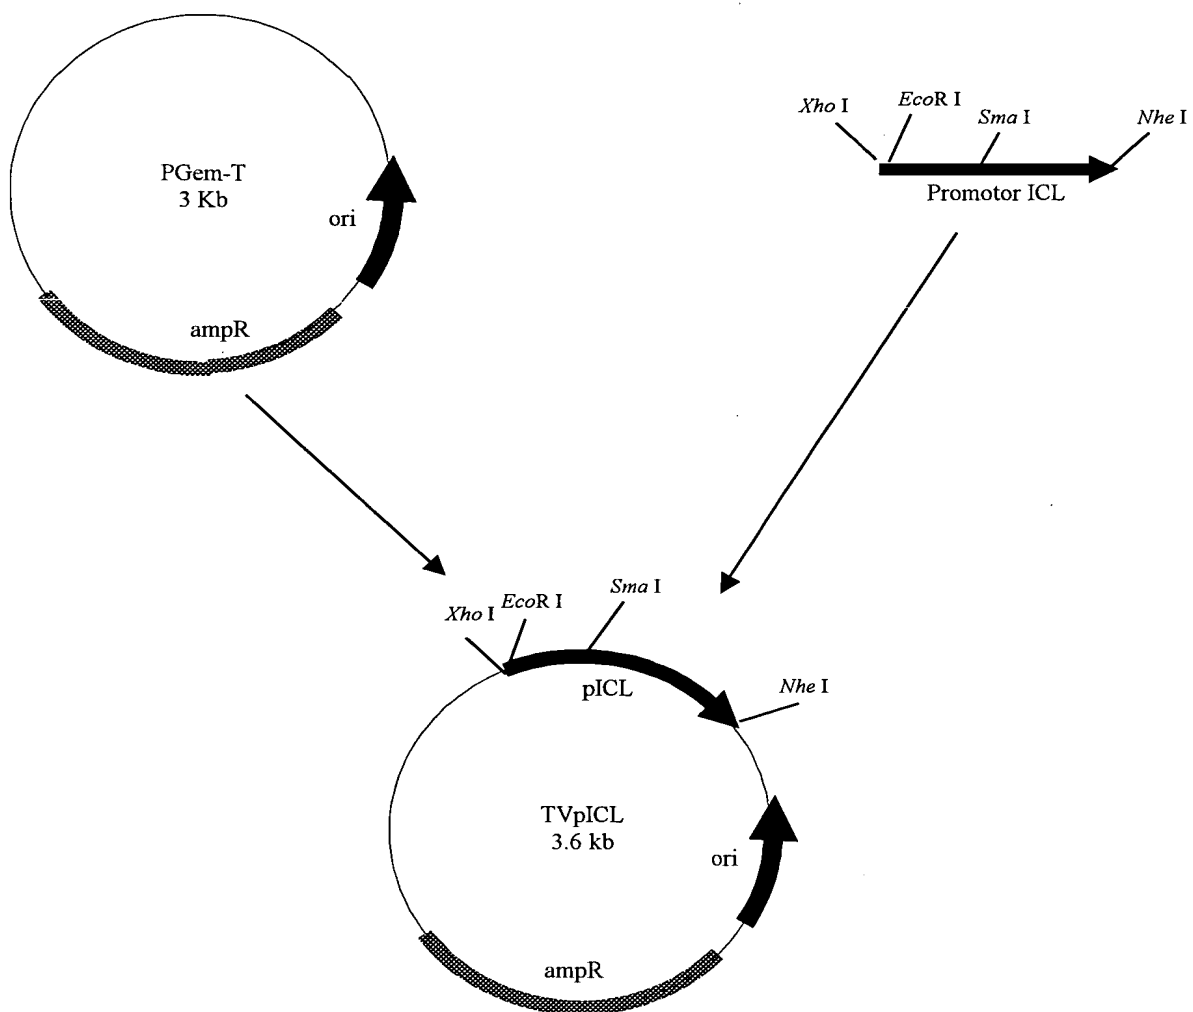 PGem-T
3 Kb
ori
ampR
Xho I
EcoR I
Sma I
Nhe I
Promotor ICL
Xho I
EcoR I
Sma I
Nhe I
pICL
TVpICL
3.6 kb
ori
ampR